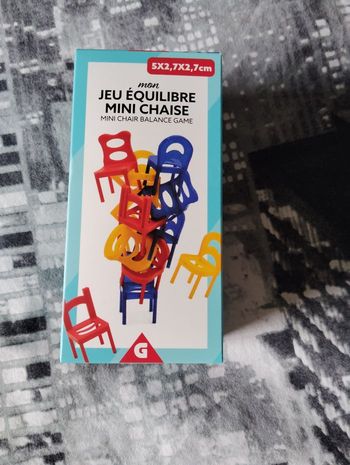 5X2,7X2,7cm
mon
JEU ÉQUILIBRE
MINI CHAISE
MINI CHAIR BALANCE GAME
G